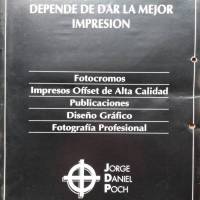 DEPENDE DE DAR LA MEJOR
IMPRESION
Fotocromos
Impresos Offset de Alta Calidad
Publicaciones
Diseño Gráfico
Fotografía Profesional
JORGE
DANIEL
POCH